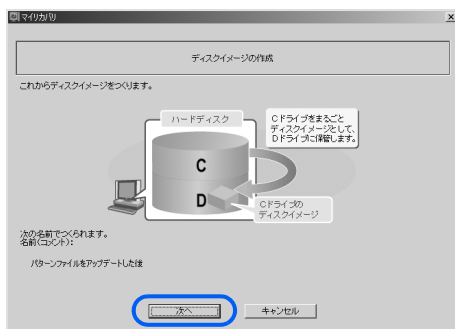 マイリカバリ
ディスクイメージの作成
これからディスクイメージをつくります。
ハードディスク
Cドライブをまるごと
ディスクイメージとして、
Dドライブに保管します。
C
D
Cドライブの
ディスクイメージ
次の名前でつくられます。
名前(コメント):
パターンファイルをアップデートした後
次へ
キャンセル